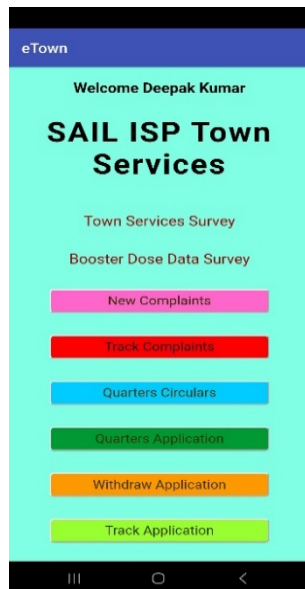 eTown
Welcome Deepak Kumar
SAIL ISP Town
Services
Town Services Survey
Booster Dose Data Survey
New Complaints
Track Complaints
Quarters Circulars
Quarters Application
Withdraw Application
Track Application